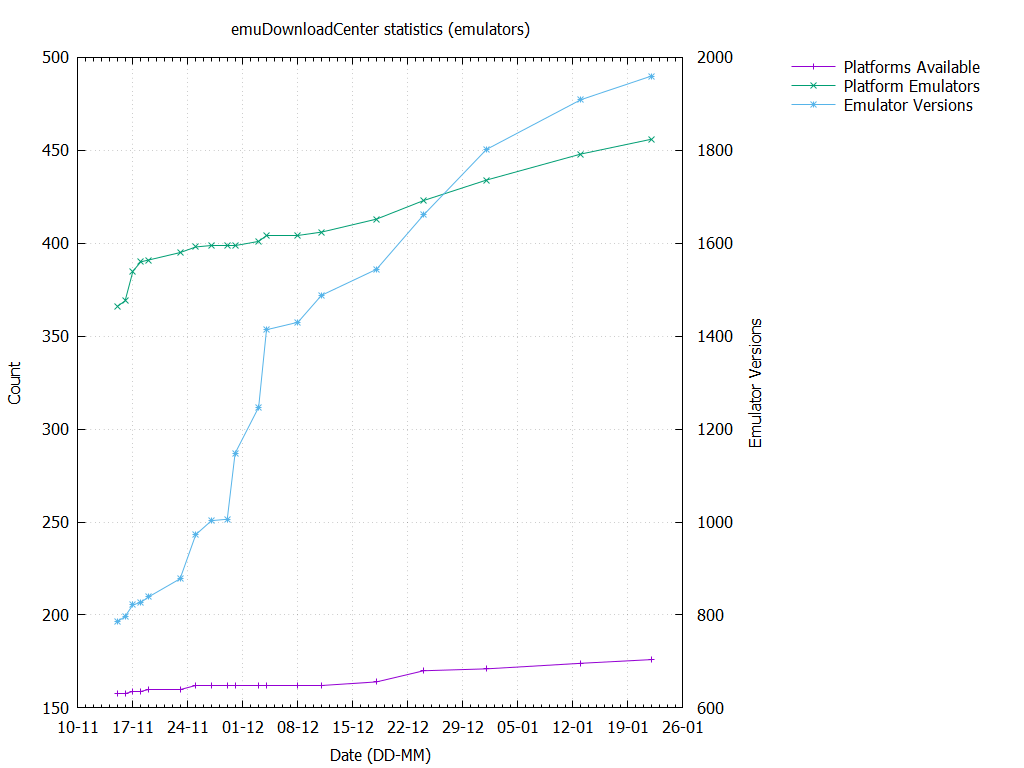 emuDownloadCenter statistics (emulators)
Platforms Available
Platform Emulators
Emulator Versions
500
450
400
350
300
250
200
150
Count
2000
1800
1600
1400
1200
1000
800
600
Emulator Versions
10-11 17-11 24-11 01-12 08-12 15-12 22-12 29-12 05-01 12-01 19-01 26-01
Date (DD-MM)